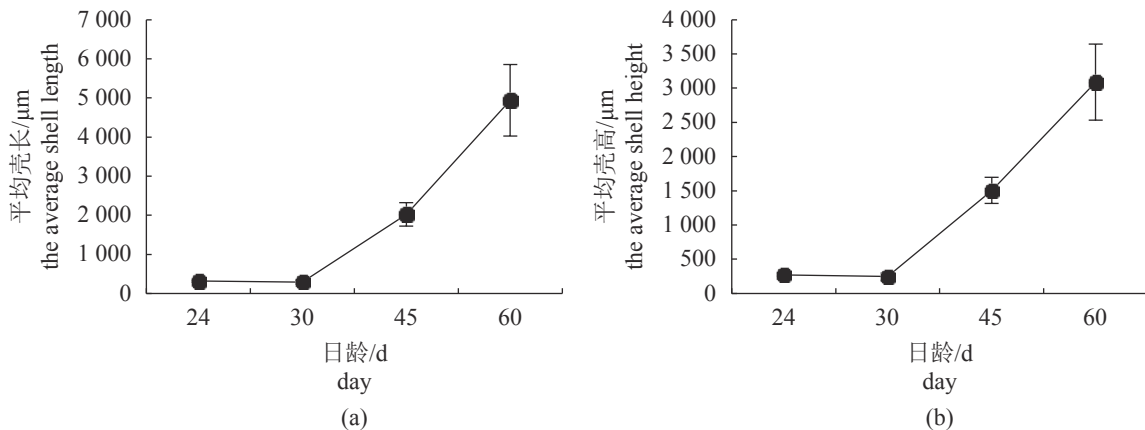 7 000
6 000
5 000
4 000
3 000
2 000
1 000
0
平均壳长/μm
the average shell length
24 30 45 60
日龄/d
day
(a)
4 000
3 500
3 000
2 500
2 000
1 500
1 000
500
0
平均壳高/μm
the average shell height
24 30 45 60
日龄/d
day
(b)